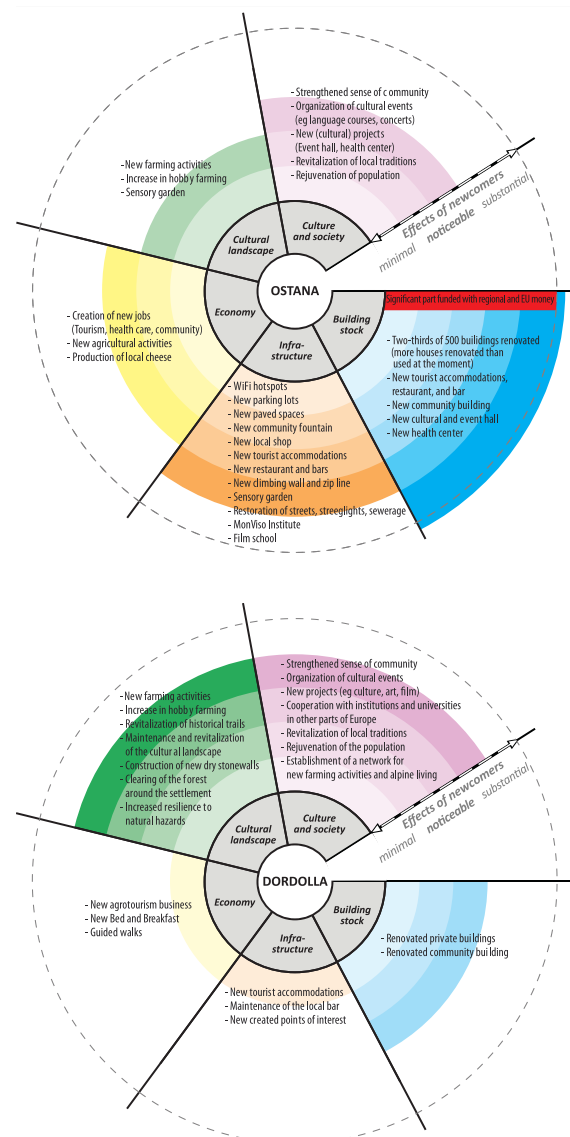 - Strengthened sense of c ommunity
- Organization of cultural events
(eg language courses, concerts)
- New (cultural) projects
(Event hall, health center)
- Revitalization of local traditions
- Rejuvenation of population
-New farming activities
- Increase in hobby farming
- Sensory garden
Effects of newcomers
minimal noticeable substantial
Cultural
landscape
Culture
and society
OSTANA
Economy
Infra-
structure
Building
stock
Significant part funded with regional and EU money
- Creation of new jobs
(Tourism, health care, community)
- New agricultural activities
- Production of local cheese
- Two-thirds of 500 buildings renovated
(more houses renovated than
used at the moment)
- New tourist accommodations,
restaurant, and bar
- New community building
- New cultural and event hall
- New health center
- WiFi hotspots
- New parking lots
- New paved spaces
- New community fountain
- New local shop
- New tourist accommodations
- New restaurant and bars
- New climbing wall and zip line
- Sensory garden
- Restoration of streets, streeglights, sewerage
- MonViso Institute
- Film school
- Strengthened sense of community
- Organization of cultural events
- New projects (eg culture, art, film)
- Cooperation with institutions and universities
in other parts of Europe
- Revitalization of local traditions
- Rejuvenation of the population
- Establishment of a network for
new farming activities and alpine living
-New farming activities
- Increase in hobby farming
- Revitalization of historical trails
- Maintenance and revitalization
of the cultural landscape
- Construction of new dry stonewalls
- Clearing of the forest
around the settlement
- Increased resilience to
natural hazards
Effects of newcomers
minimal noticeable substantial
Cultural
landscape
Culture
and society
DORDOLLA
Economy
Infra-
structure
Building
stock
- New agrotourism business
- New Bed and Breakfast
- Guided walks
- Renovated private buildings
- Renovated community building
- New tourist accommodations
- Maintenance of the local bar
- New created points of interest